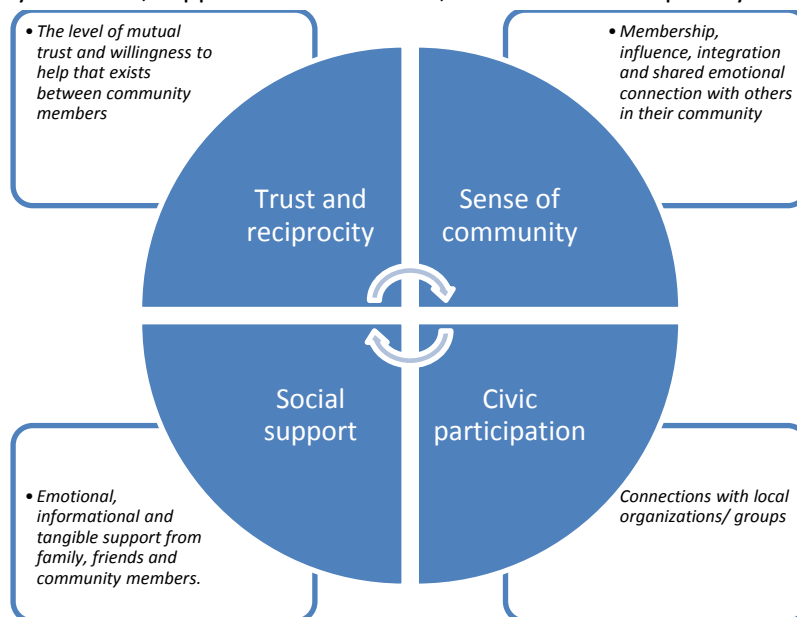 • The level of mutual
trust and willingness to
help that exists
between community
members
• Membership,
influence, integration
and shared emotional
connection with others
in their community
Trust and
reciprocity
Sense of
community
Social
support
Civic
participation
• Emotional,
informational and
tangible support from
family, friends and
community members.
Connections with local
organizations/ groups